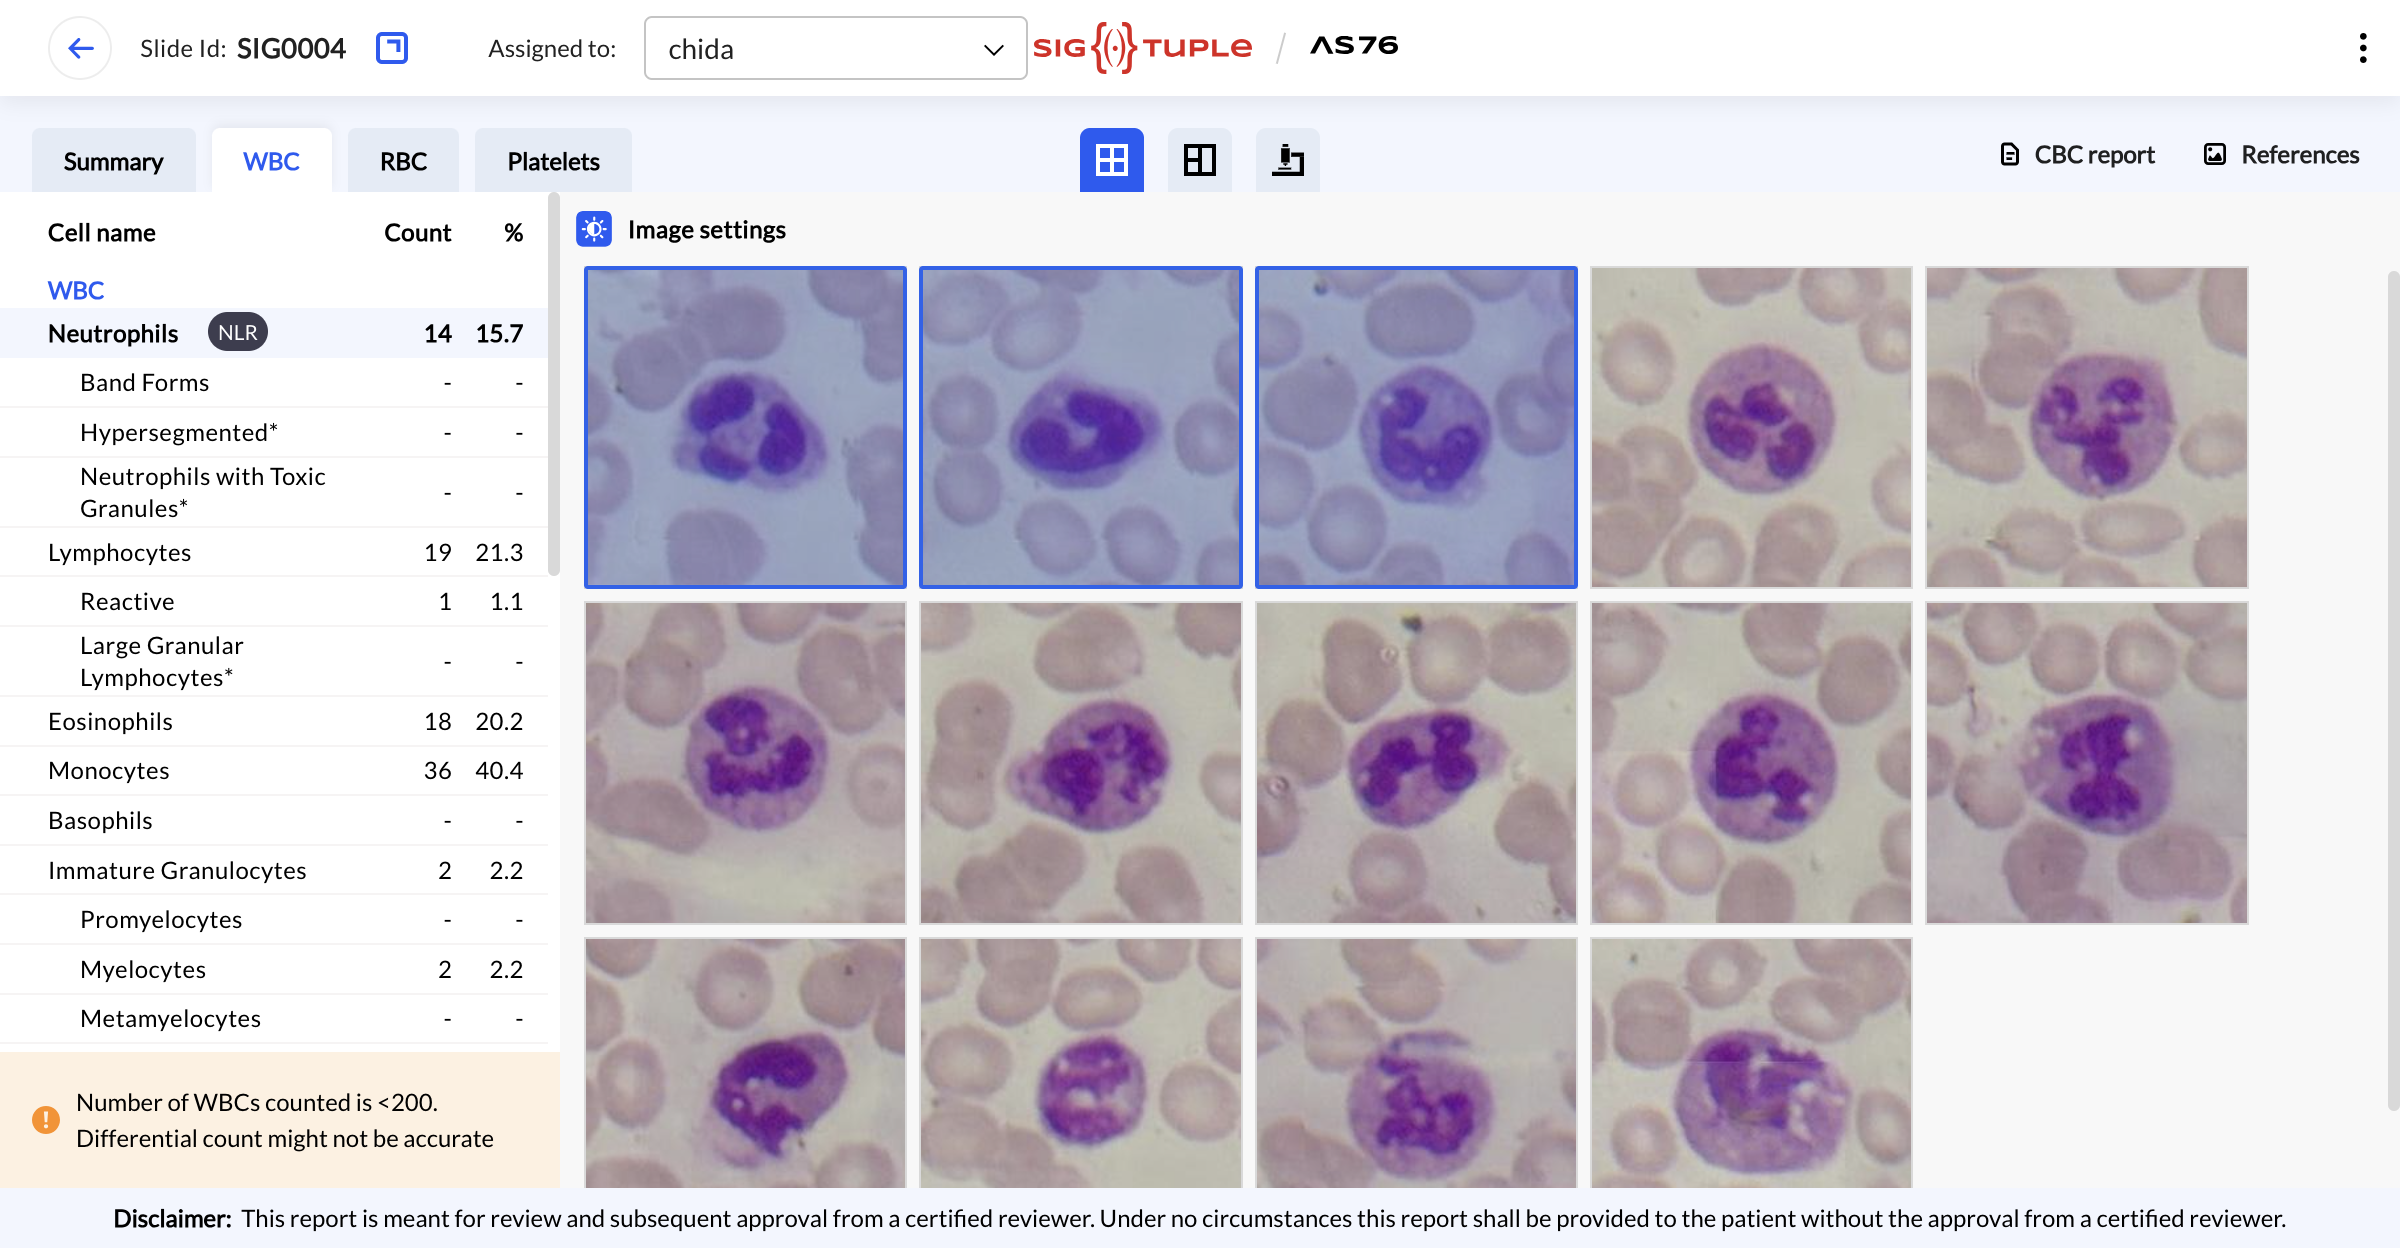 Slide Id: SIG0004
Assigned to:
chida
SIG TUPLE / AS76
Summary
WBC
RBC
Platelets
CBC report
References
Cell name Count %
WBC
Neutrophils NLR 14 15.7
Band Forms - -
Hypersegmented* - -
Neutrophils with Toxic
Granules* - -
Lymphocytes 19 21.3
Reactive 1 1.1
Large Granular
Lymphocytes* - -
Eosinophils 18 20.2
Monocytes 36 40.4
Basophils - -
Immature Granulocytes 2 2.2
Promyelocytes - -
Myelocytes 2 2.2
Metamyelocytes - -
Number of WBCs counted is <200.
Differential count might not be accurate
Image settings
Disclaimer: This report is meant for review and subsequent approval from a certified reviewer. Under no circumstances this report shall be provided to the patient without the approval from a certified reviewer.